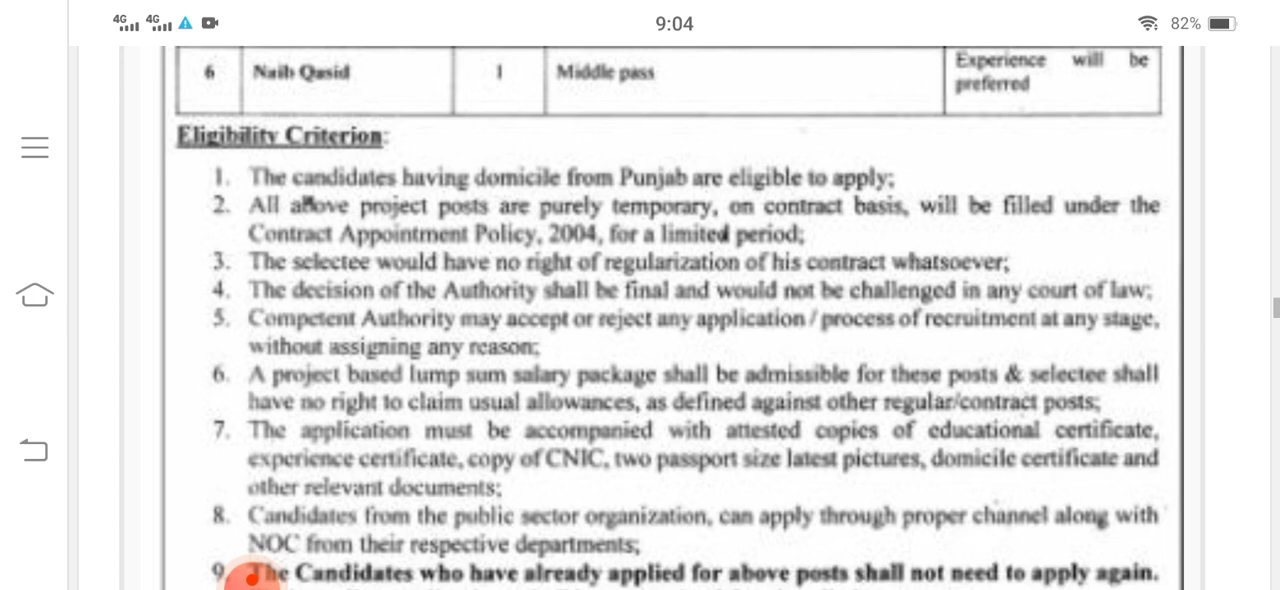 4G 4G 9:04 82%
6 Naib Qasid 1 Middle pass Experience will be
preferred
Eligibility Criterion:
1. The candidates having domicile from Punjab are eligible to apply;
2. All above project posts are purely temporary, on contract basis, will be filled under the
Contract Appointment Policy, 2004, for a limited period;
3. The selectee would have no right of regularization of his contract whatsoever;
4. The decision of the Authority shall be final and would not be challenged in any court of law;
5. Competent Authority may accept or reject any application / process of recruitment at any stage,
without assigning any reason;
6. A project based lump sum salary package shall be admissible for these posts & selectee shall
have no right to claim usual allowances, as defined against other regular/contract posts;
7. The application must be accompanied with attested copies of educational certificate,
experience certificate, copy of CNIC, two passport size latest pictures, domicile certificate and
other relevant documents;
8. Candidates from the public sector organization, can apply through proper channel along with
NOC from their respective departments;
9. The Candidates who have already applied for above posts shall not need to apply again.